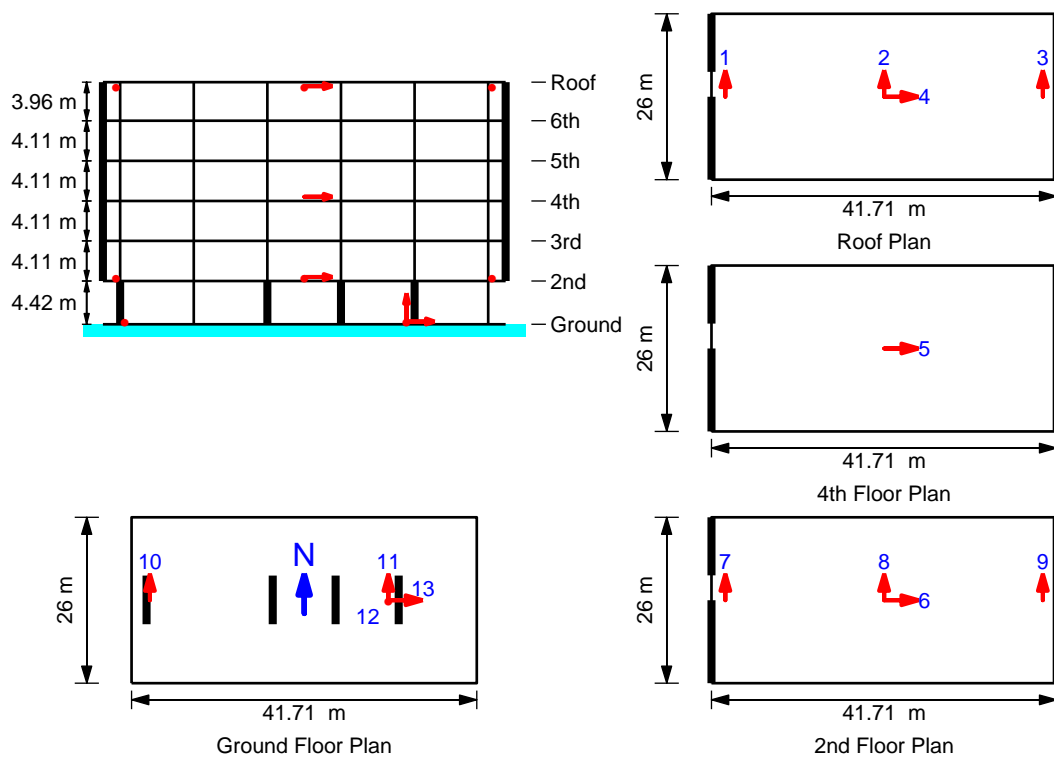 Roof
3.96 m
6th
4.11 m
5th
4.11 m
4th
4.11 m
3rd
4.11 m
2nd
4.42 m
Ground
1 2 3
4
26 m
41.71 m
Roof Plan
5
26 m
41.71 m
4th Floor Plan
10 N 11
13
12
26 m
41.71 m
Ground Floor Plan
7 8 9
6
26 m
41.71 m
2nd Floor Plan